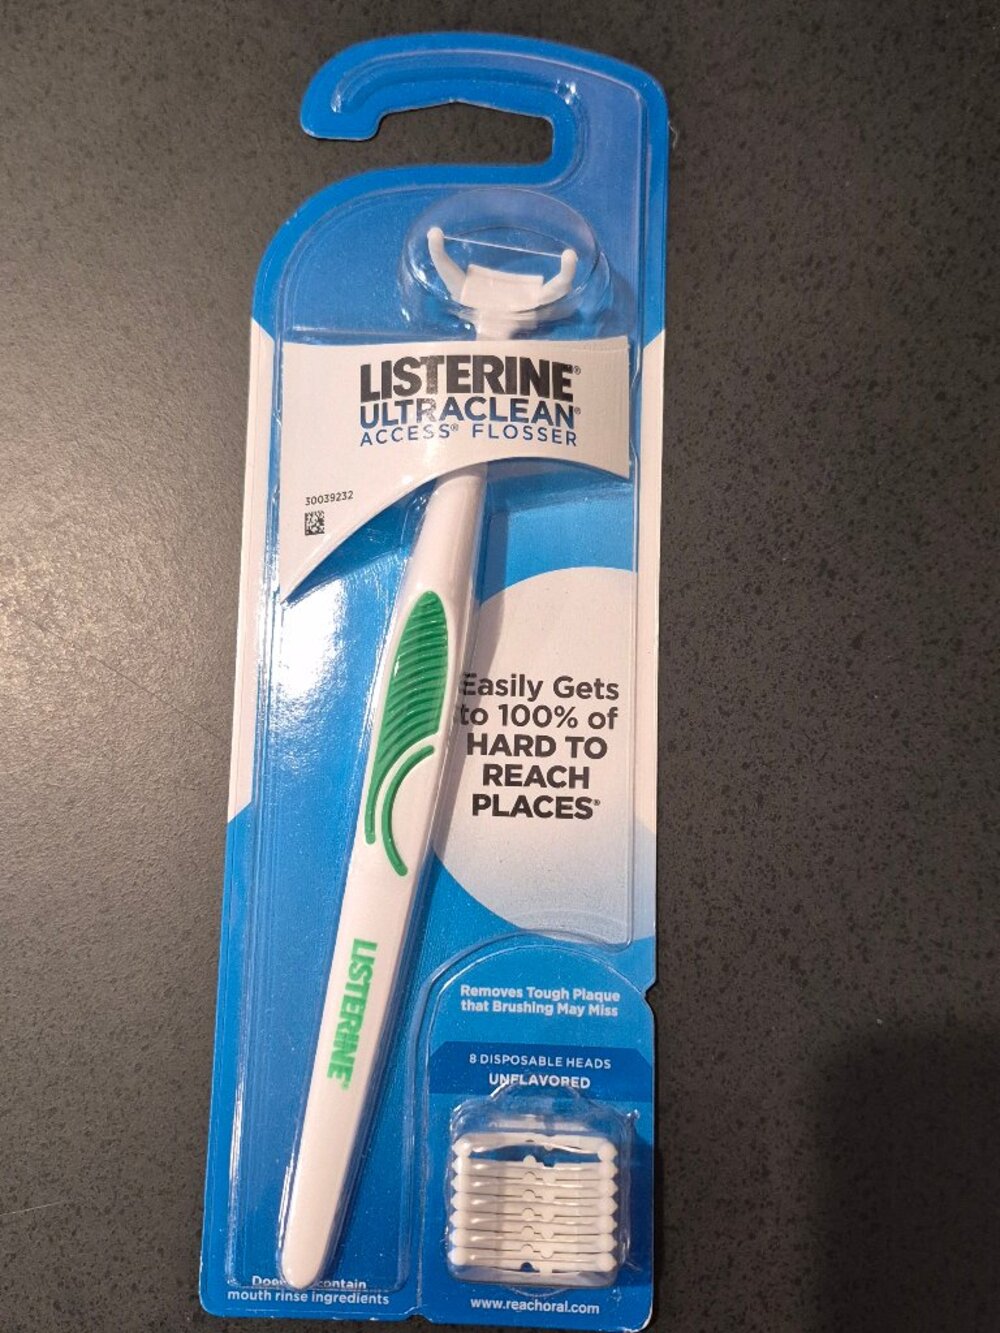 LISTERINE®
ULTRACLEAN®
ACCESS® FLOSSER
30039232
Easily Gets
to 100% of
HARD TO
REACH
PLACES*
LISTERINE®
Removes Tough Plaque
that Brushing May Miss
8 DISPOSABLE HEADS
UNFLAVORED
contain
mouth rinse ingredients
www.reachoral.com